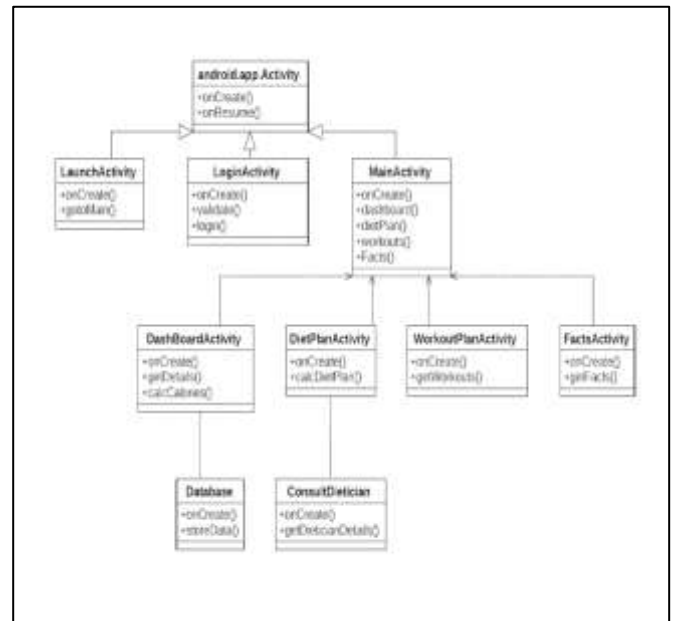 android.app.Activity
+onCreate()
+onResume()
LaunchActivity
+onCreate()
+gotoMain()
LoginActivity
+onCreate()
+validate()
+login()
MainActivity
+onCreate()
+dashboard()
+dietPlan()
+workouts()
+Facts()
DashBoardActivity
+onCreate()
+getDetails()
+calcCalories()
DietPlanActivity
+onCreate()
+calcDietPlan()
WorkoutPlanActivity
+onCreate()
+getWorkouts()
FactsActivity
+onCreate()
+getFacts()
Database
+onCreate()
+storeData()
ConsultDietician
+onCreate()
+getDieticianDetails()